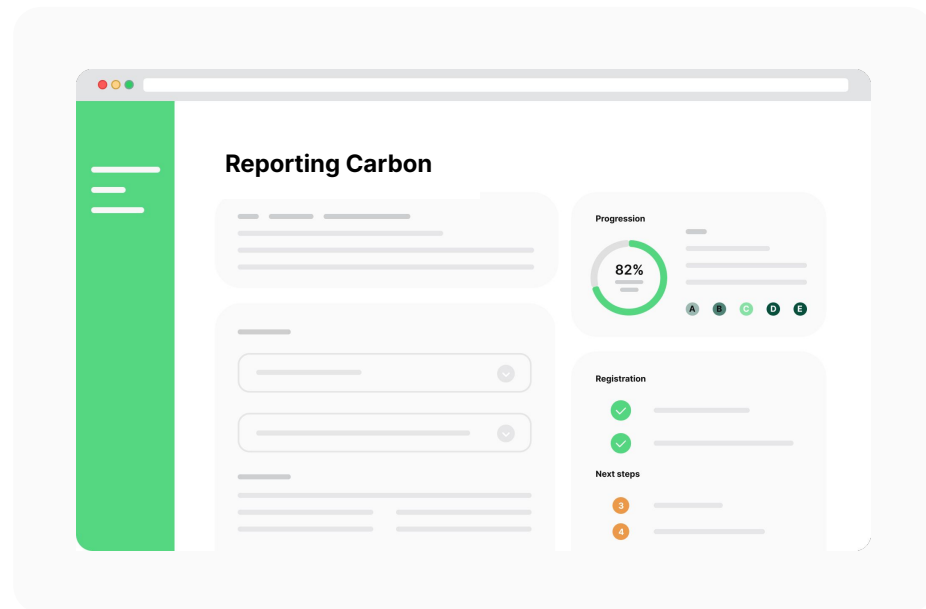 Reporting Carbon
Progression
82%
A B C D E
Registration
Next steps
3
4